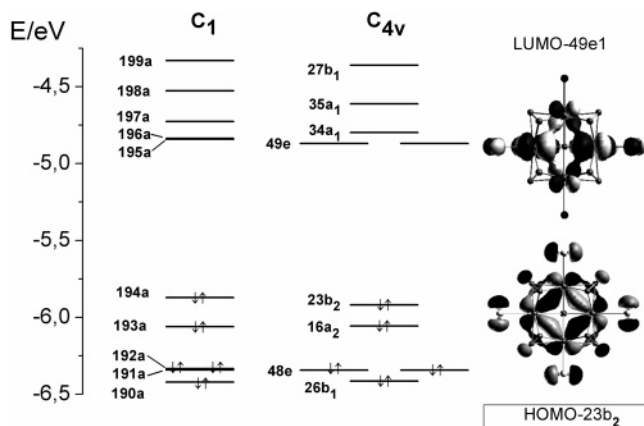 E/eV
C1
C4v
LUMO-49e1
-4,5
-5,0
-5,5
-6,0
-6,5
199a
198a
197a
196a
195a
194a
193a
192a
191a
190a
27b1
35a1
34a1
49e
23b2
16a2
48e
26b1
HOMO-23b2